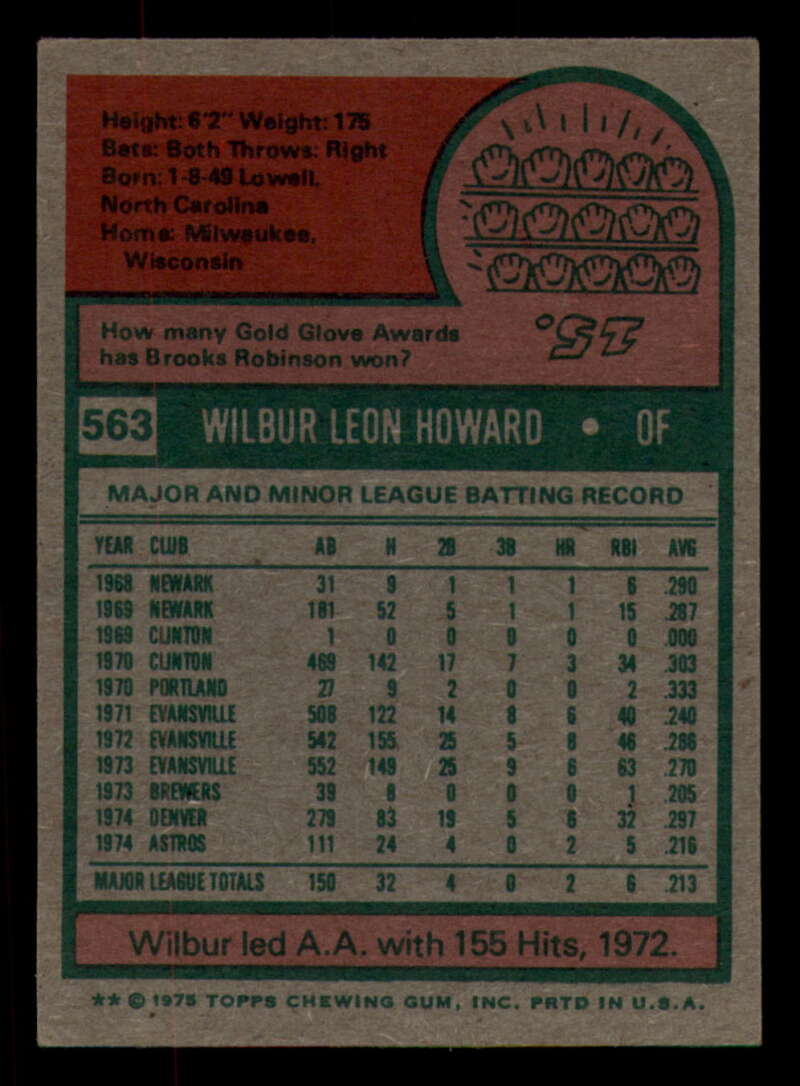 Height: 6'2" Weight: 175
Bats: Both Throws: Right
Born: 1-8-49 Lowell,
North Carolina
Home: Milwaukee,
Wisconsin
How many Gold Glove Awards
has Brooks Robinson won?
15.
563 WILBUR LEON HOWARD • OF
MAJOR AND MINOR LEAGUE BATTING RECORD
YEAR CLUB AB H 2B 3B HR RBI AVG
1968 NEWARK 31 9 1 1 1 6 .290
1969 NEWARK 181 52 5 1 1 15 .287
1969 CLINTON 1 0 0 0 0 0 .000
1970 CLINTON 469 142 17 7 3 34 .303
1970 PORTLAND 27 9 2 0 0 2 .333
1971 EVANSVILLE 508 122 14 8 6 40 .240
1972 EVANSVILLE 542 155 25 5 8 46 .286
1973 EVANSVILLE 552 149 25 9 6 63 .270
1973 BREWERS 39 8 0 0 0 1 .205
1974 DENVER 279 83 19 5 6 32 .297
1974 ASTROS 111 24 4 0 2 5 .216
MAJOR LEAGUE TOTALS 150 32 4 0 2 6 .213
Wilbur led A.A. with 155 Hits, 1972.
** © 1975 TOPPS CHEWING GUM, INC. PRTD IN U.S.A.